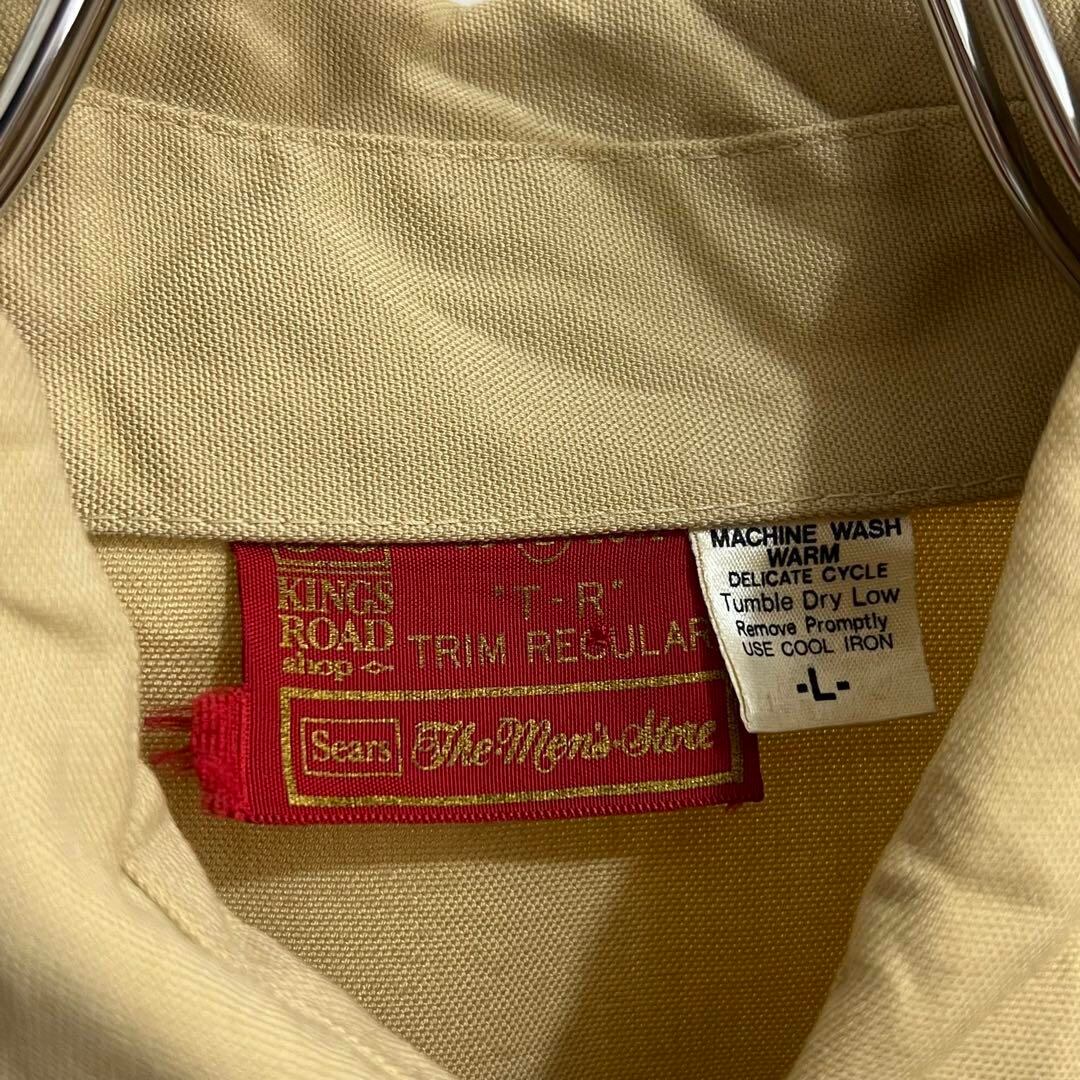 KINGS
ROAD
shop
"T-R"
TRIM REGULAR
Sears The Men's Store
MACHINE WASH
WARM
DELICATE CYCLE
Tumble Dry Low
Remove Promptly
USE COOL IRON
-L-